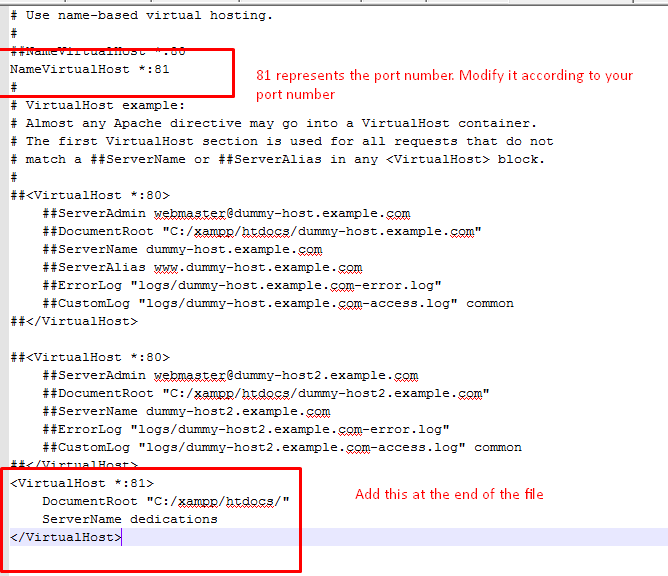 # Use name-based virtual hosting.
#
##NameVirtualHost *:80
NameVirtualHost *:81
81 represents the port number. Modify it according to your
port number
#
# VirtualHost example:
# Almost any Apache directive may go into a VirtualHost container.
# The first VirtualHost section is used for all requests that do not
# match a ##ServerName or ##ServerAlias in any <VirtualHost> block.
#
##<VirtualHost *:80>
##ServerAdmin webmaster@dummy-host.example.com
##DocumentRoot "C:/xampp/htdocs/dummy-host.example.com"
##ServerName dummy-host.example.com
##ServerAlias www.dummy-host.example.com
##ErrorLog "logs/dummy-host.example.com-error.log"
##CustomLog "logs/dummy-host.example.com-access.log" common
##</VirtualHost>
##<VirtualHost *:80>
##ServerAdmin webmaster@dummy-host2.example.com
##DocumentRoot "C:/xampp/htdocs/dummy-host2.example.com"
##ServerName dummy-host2.example.com
##ErrorLog "logs/dummy-host2.example.com-error.log"
##CustomLog "logs/dummy-host2.example.com-access.log" common
##</VirtualHost>
<VirtualHost *:81>
DocumentRoot "C:/xampp/htdocs/"
ServerName dedications
</VirtualHost>
Add this at the end of the file